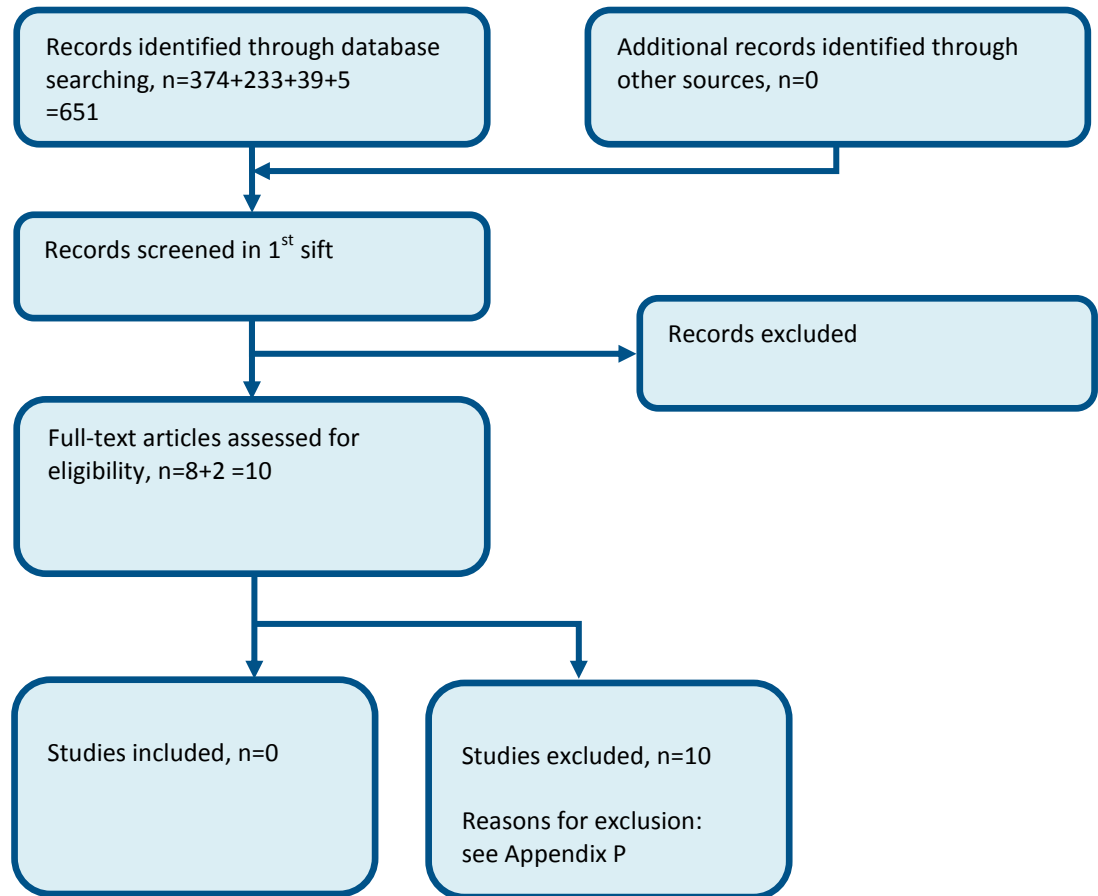 Records identified through database
searching, n=374+233+39+5
=651
Additional records identified through
other sources, n=0
Records screened in 1st sift
Records excluded
Full-text articles assessed for
eligibility, n=8+2 =10
Studies included, n=0
Studies excluded, n=10
Reasons for exclusion:
see Appendix P